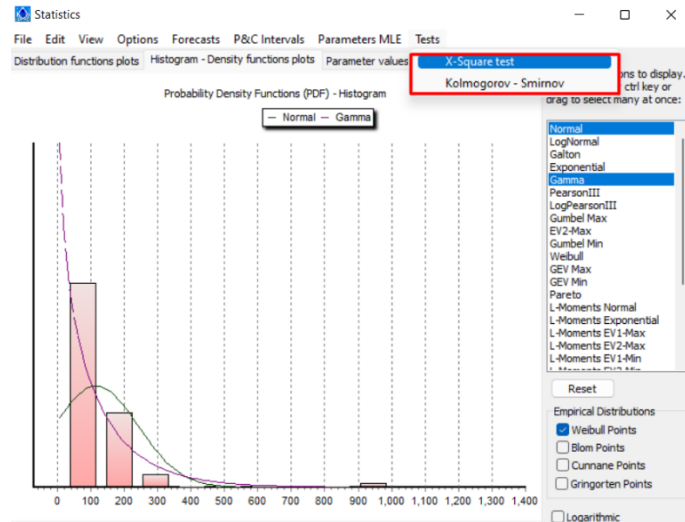 Statistics
File Edit View Options Forecasts P&C Intervals Parameters MLE Tests
Distribution functions plots Histogram - Density functions plots Parameter values
X-Square test
Kolmogorov - Smirnov
ons to display.
ctrl key or
drag to select many at once:
Probability Density Functions (PDF) - Histogram
Normal Gamma
Normal
LogNormal
Galton
Exponential
Gamma
PearsonIII
LogPearsonIII
Gumbel Max
EV2-Max
Gumbel Min
Weibull
GEV Max
GEV Min
Pareto
L-Moments Normal
L-Moments Exponential
L-Moments EV1-Max
L-Moments EV2-Max
L-Moments EV1-Min
Reset
Empirical Distributions
Weibull Points
Blom Points
Cunnane Points
Gringorten Points
Logarithmic
0 100 200 300 400 500 600 700 800 900 1,000 1,100 1,200 1,300 1,400